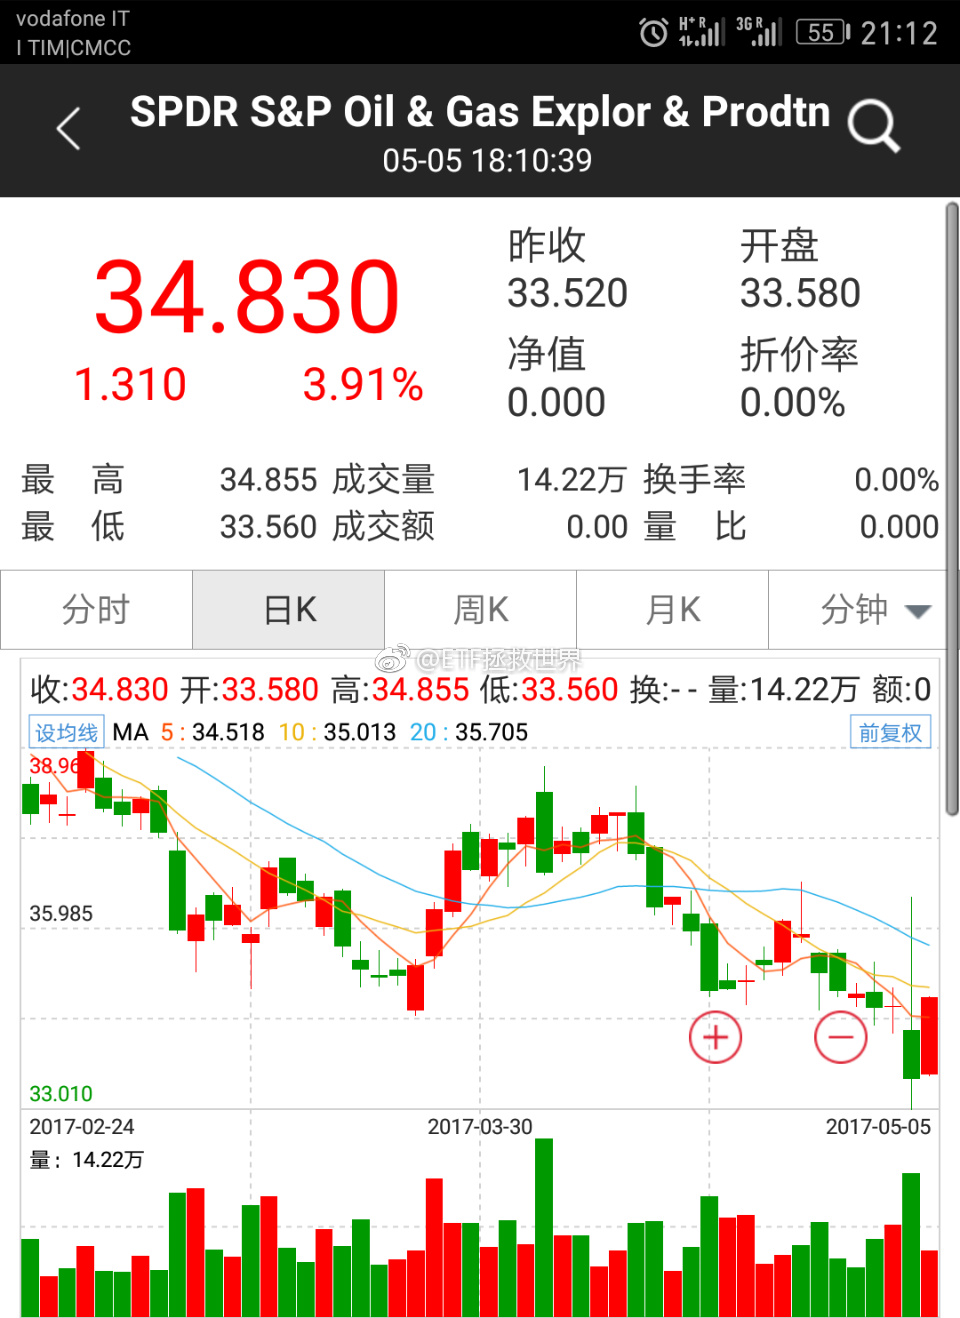 vodafone IT
I TIM|CMCC
H+ R
3G R
55
21:12
SPDR S&P Oil & Gas Explor & Prodtn
05-05 18:10:39
34.830
1.310 3.91%
昨收 开盘
33.520 33.580
净值 折价率
0.000 0.00%
最高 34.855 成交量 14.22万 换手率 0.00%
最低 33.560 成交额 0.00 量比 0.000
分时 日K 周K 月K 分钟
@ETF拯救世界
收:34.830 开:33.580 高:34.855 低:33.560 换:-- 量:14.22万 额:0
设均线 MA 5: 34.518 10: 35.013 20: 35.705 前复权
38.96
35.985
33.010
2017-02-24 2017-03-30 2017-05-05
量: 14.22万